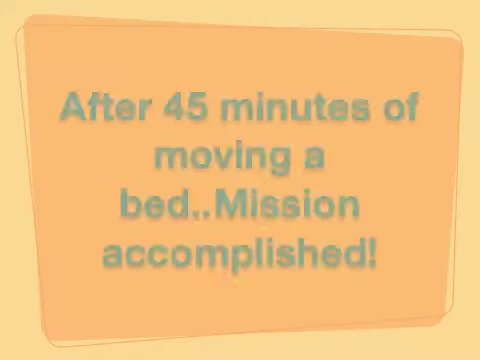 After 45 minutes of
moving a
bed..Mission
accomplished!